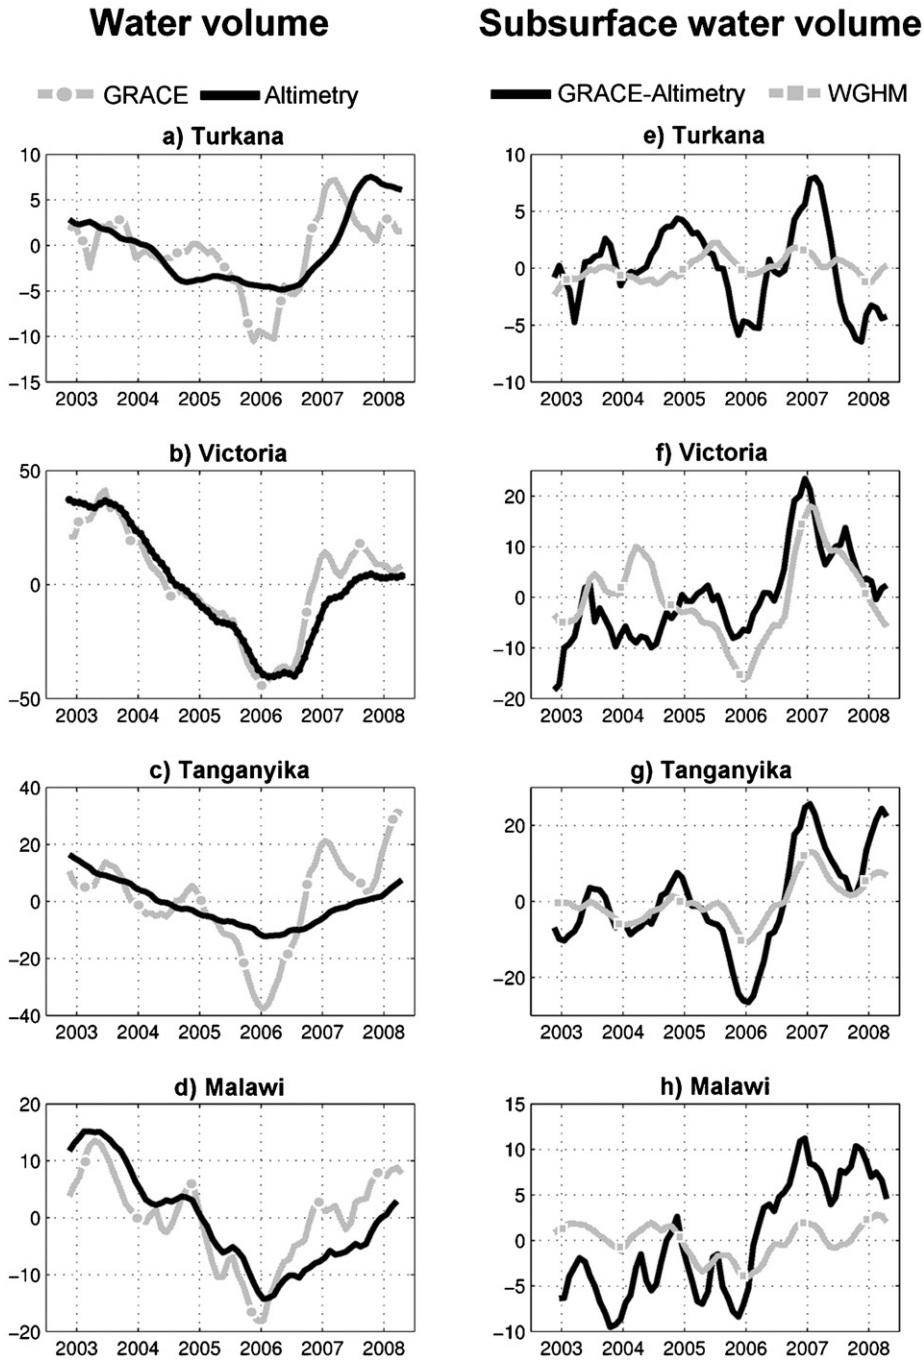 Water volume
Subsurface water volume
GRACE Altimetry
GRACE-Altimetry WGHM
a) Turkana
10
5
0
−5
−10
−15
2003 2004 2005 2006 2007 2008
e) Turkana
10
5
0
−5
−10
2003 2004 2005 2006 2007 2008
b) Victoria
50
0
−50
2003 2004 2005 2006 2007 2008
f) Victoria
20
10
0
−10
−20
2003 2004 2005 2006 2007 2008
c) Tanganyika
40
20
0
−20
−40
2003 2004 2005 2006 2007 2008
g) Tanganyika
20
0
−20
2003 2004 2005 2006 2007 2008
d) Malawi
20
10
0
−10
−20
2003 2004 2005 2006 2007 2008
h) Malawi
15
10
5
0
−5
−10
2003 2004 2005 2006 2007 2008